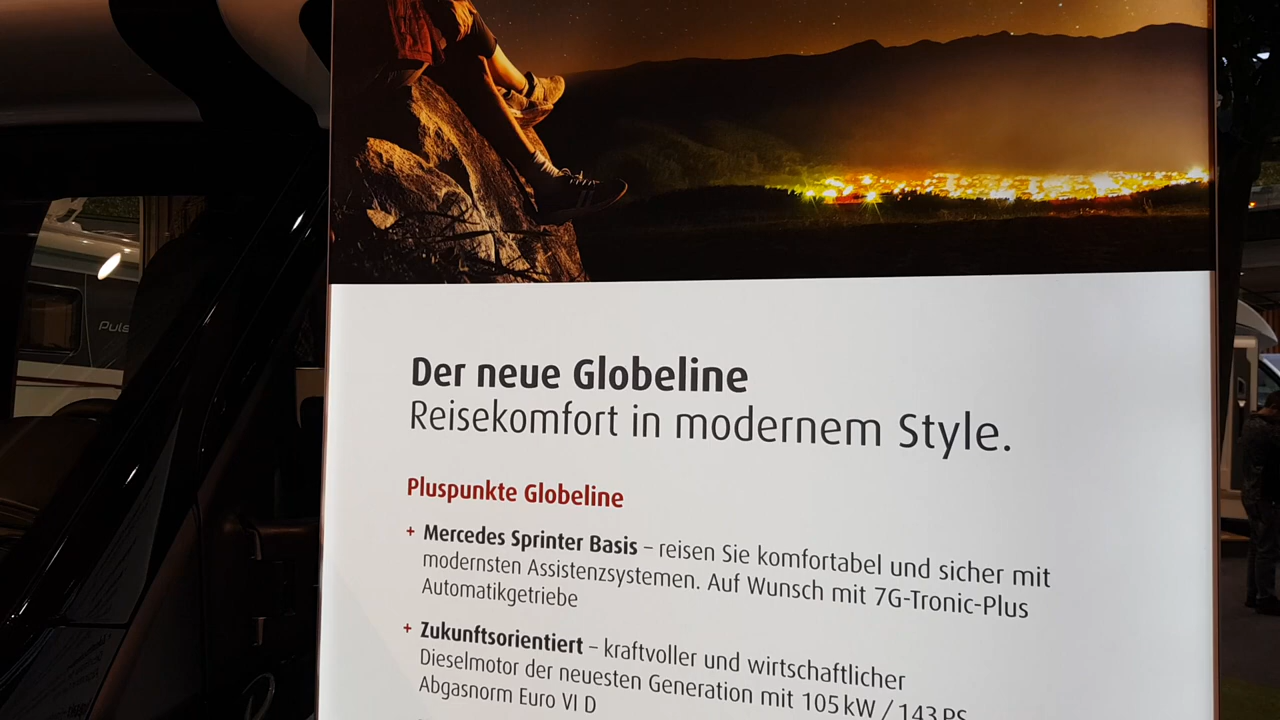 Puls
Der neue Globeline
Reisekomfort in modernem Style.
Pluspunkte Globeline
+ Mercedes Sprinter Basis – reisen Sie komfortabel und sicher mit
modernsten Assistenzsystemen. Auf Wunsch mit 7G-Tronic-Plus
Automatikgetriebe
+ Zukunftsorientiert – kraftvoller und wirtschaftlicher
Dieselmotor der neuesten Generation mit 105 kW / 143 PS
Abgasnorm Euro VI D